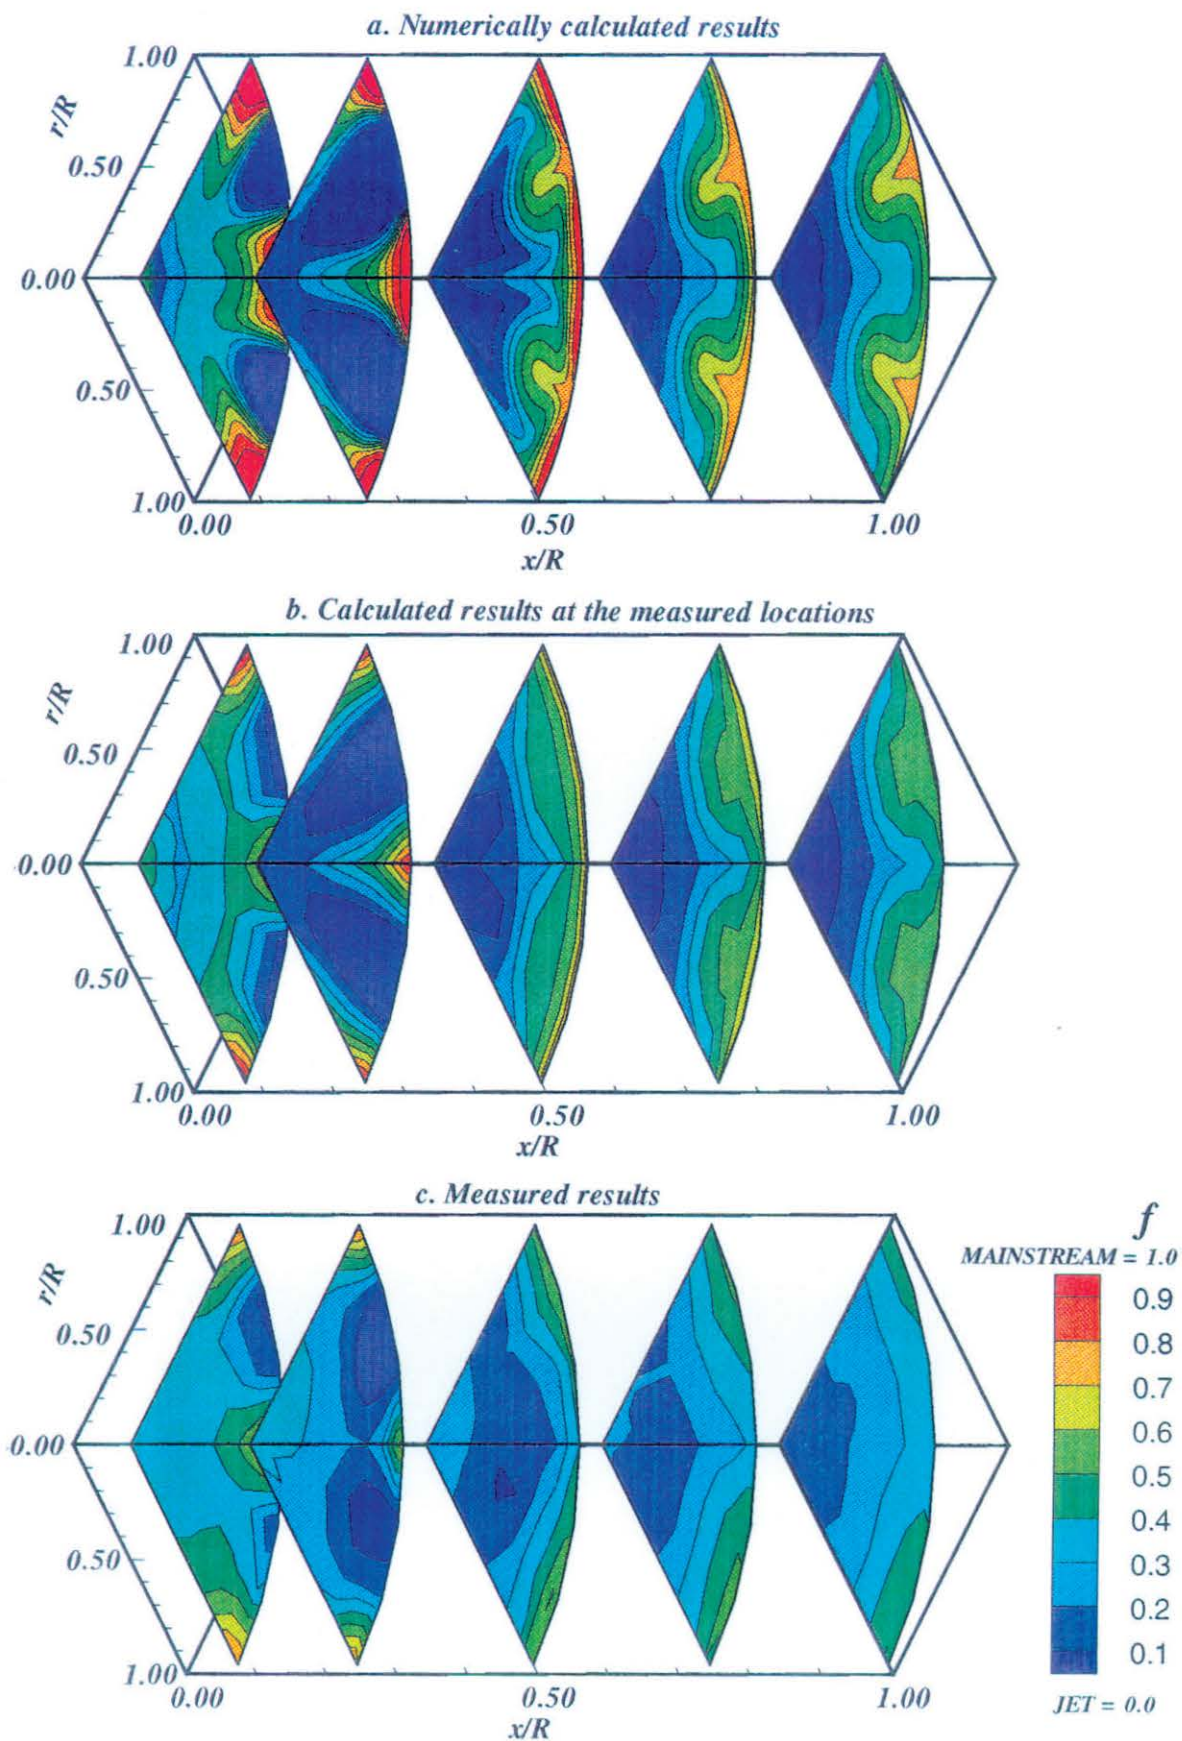 a. Numerically calculated results
1.00
r/R
0.50
0.00
0.50
1.00
0.00 0.50 1.00
x/R
b. Calculated results at the measured locations
1.00
r/R
0.50
0.00
0.50
1.00
0.00 0.50 1.00
x/R
c. Measured results
1.00
r/R
0.50
0.00
0.50
1.00
0.00 0.50 1.00
x/R
f
MAINSTREAM = 1.0
0.9
0.8
0.7
0.6
0.5
0.4
0.3
0.2
0.1
JET = 0.0